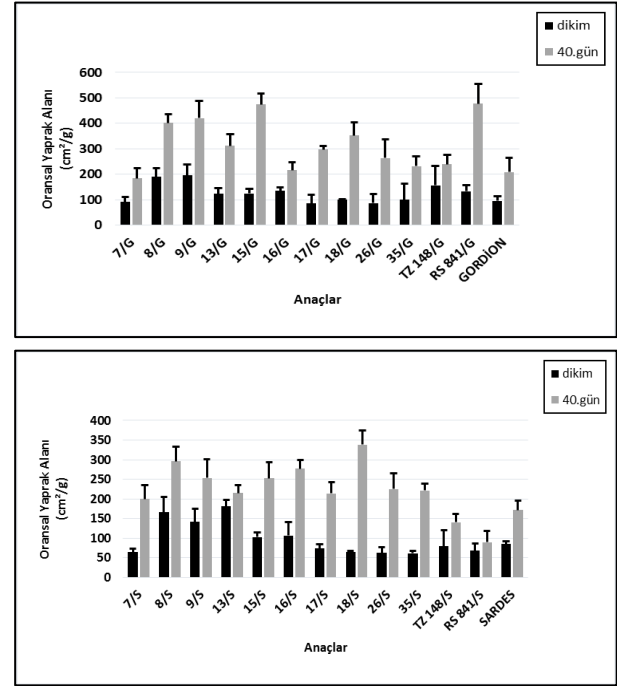 dikim
40.gün
Oransal Yaprak Alanı
(cm²/g)
600
500
400
300
200
100
0
7/G
8/G
9/G
13/G
15/G
16/G
17/G
18/G
26/G
35/G
TZ 148/G
RS 841/G
GORDİON
Anaçlar
dikim
40.gün
Oransal Yaprak Alanı
(cm²/g)
400
350
300
250
200
150
100
50
0
7/S
8/S
9/S
13/S
15/S
16/S
17/S
18/S
26/S
35/S
TZ 148/S
RS 841/S
SARDES
Anaçlar